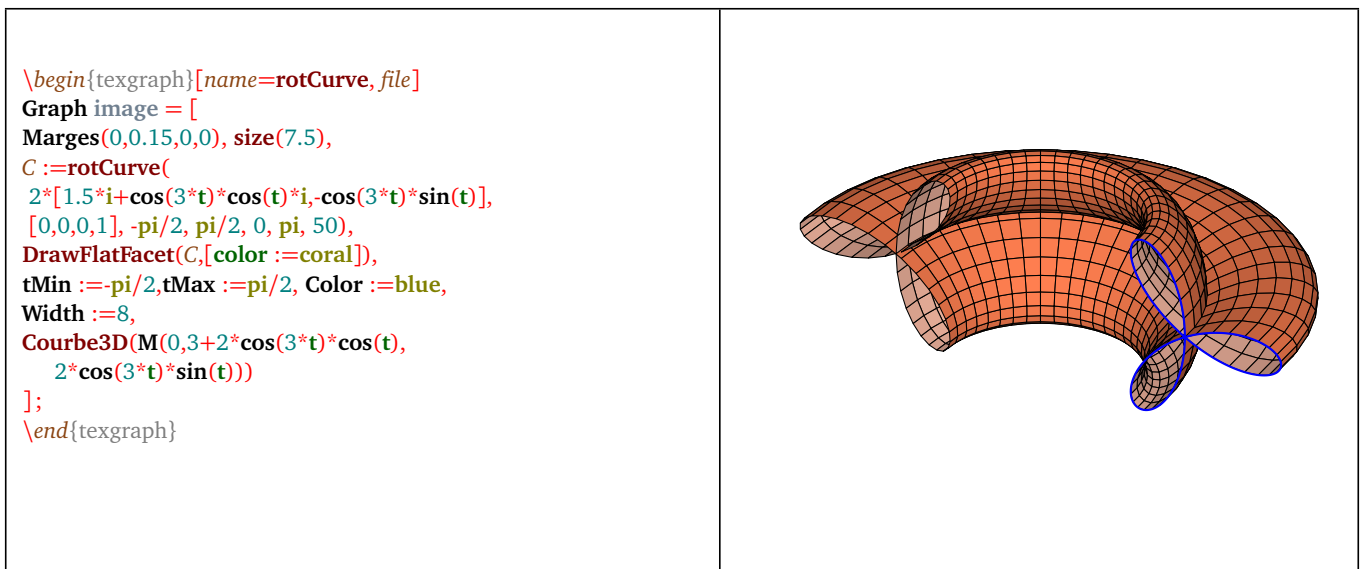 \begin{texgraph}[name=rotCurve, file]
Graph image = [
Marges(0,0.15,0,0), size(7.5),
C :=rotCurve(
2*[1.5*i+cos(3*t)*cos(t)*i,-cos(3*t)*sin(t)],
[0,0,0,1], -pi/2, pi/2, 0, pi, 50),
DrawFlatFacet(C,[color :=coral]),
tMin :=-pi/2,tMax :=pi/2, Color :=blue,
Width :=8,
Courbe3D(M(0,3+2*cos(3*t)*cos(t),
2*cos(3*t)*sin(t)))
];
\end{texgraph}